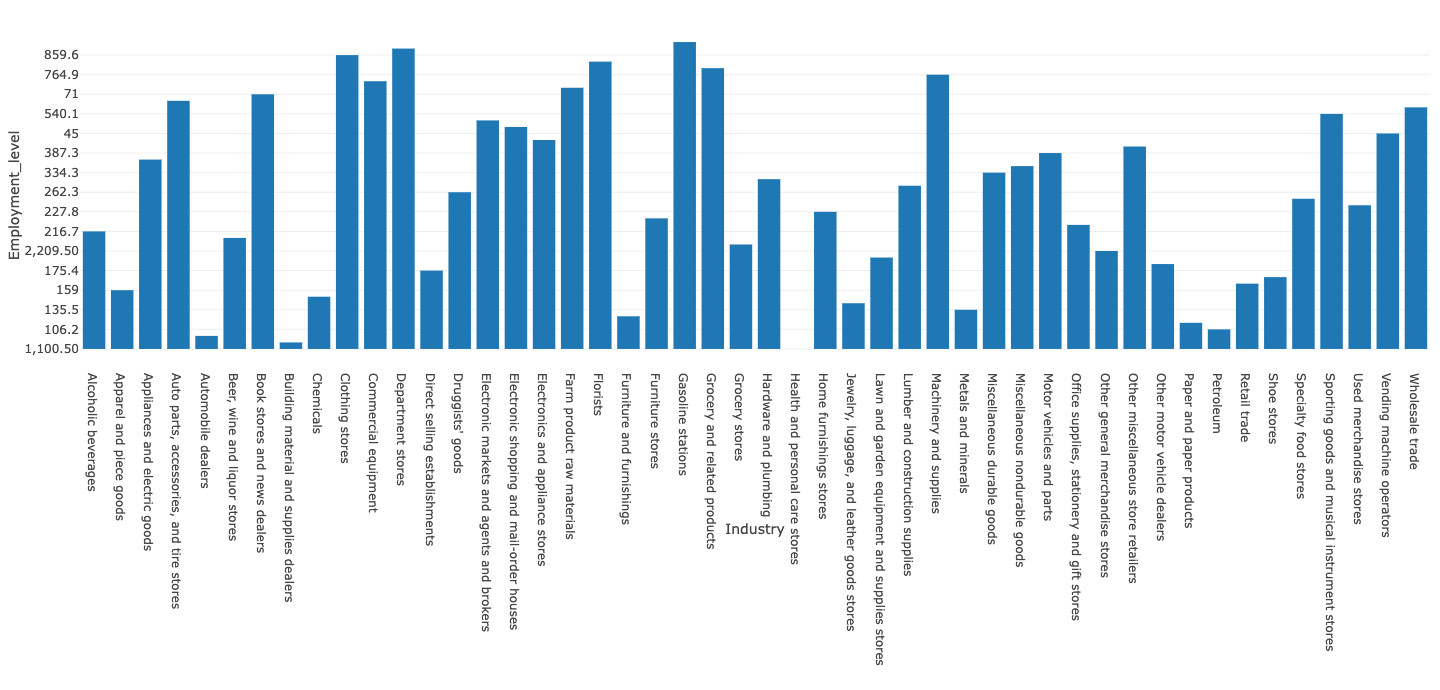 Employment_level
859.6
764.9
71
540.1
45
387.3
334.3
262.3
227.8
216.7
2,209.50
175.4
159
135.5
106.2
1,100.50
Alcoholic beverages
Apparel and piece goods
Appliances and electric goods
Auto parts, accessories, and tire stores
Automobile dealers
Beer, wine and liquor stores
Book stores and news dealers
Building material and supplies dealers
Chemicals
Clothing stores
Commercial equipment
Department stores
Direct selling establishments
Druggists' goods
Electronic markets and agents and brokers
Electronic shopping and mail-order houses
Electronics and appliance stores
Farm product raw materials
Florists
Furniture and furnishings
Furniture stores
Gasoline stations
Grocery and related products
Grocery stores
Hardware and plumbing
Health and personal care stores
Home furnishings stores
Jewelry, luggage, and leather goods stores
Lawn and garden equipment and supplies stores
Lumber and construction supplies
Machinery and supplies
Metals and minerals
Miscellaneous durable goods
Miscellaneous nondurable goods
Motor vehicles and parts
Office supplies, stationery and gift stores
Other general merchandise stores
Other miscellaneous store retailers
Other motor vehicle dealers
Paper and paper products
Petroleum
Retail trade
Shoe stores
Specialty food stores
Sporting goods and musical instrument stores
Used merchandise stores
Vending machine operators
Wholesale trade
Industry